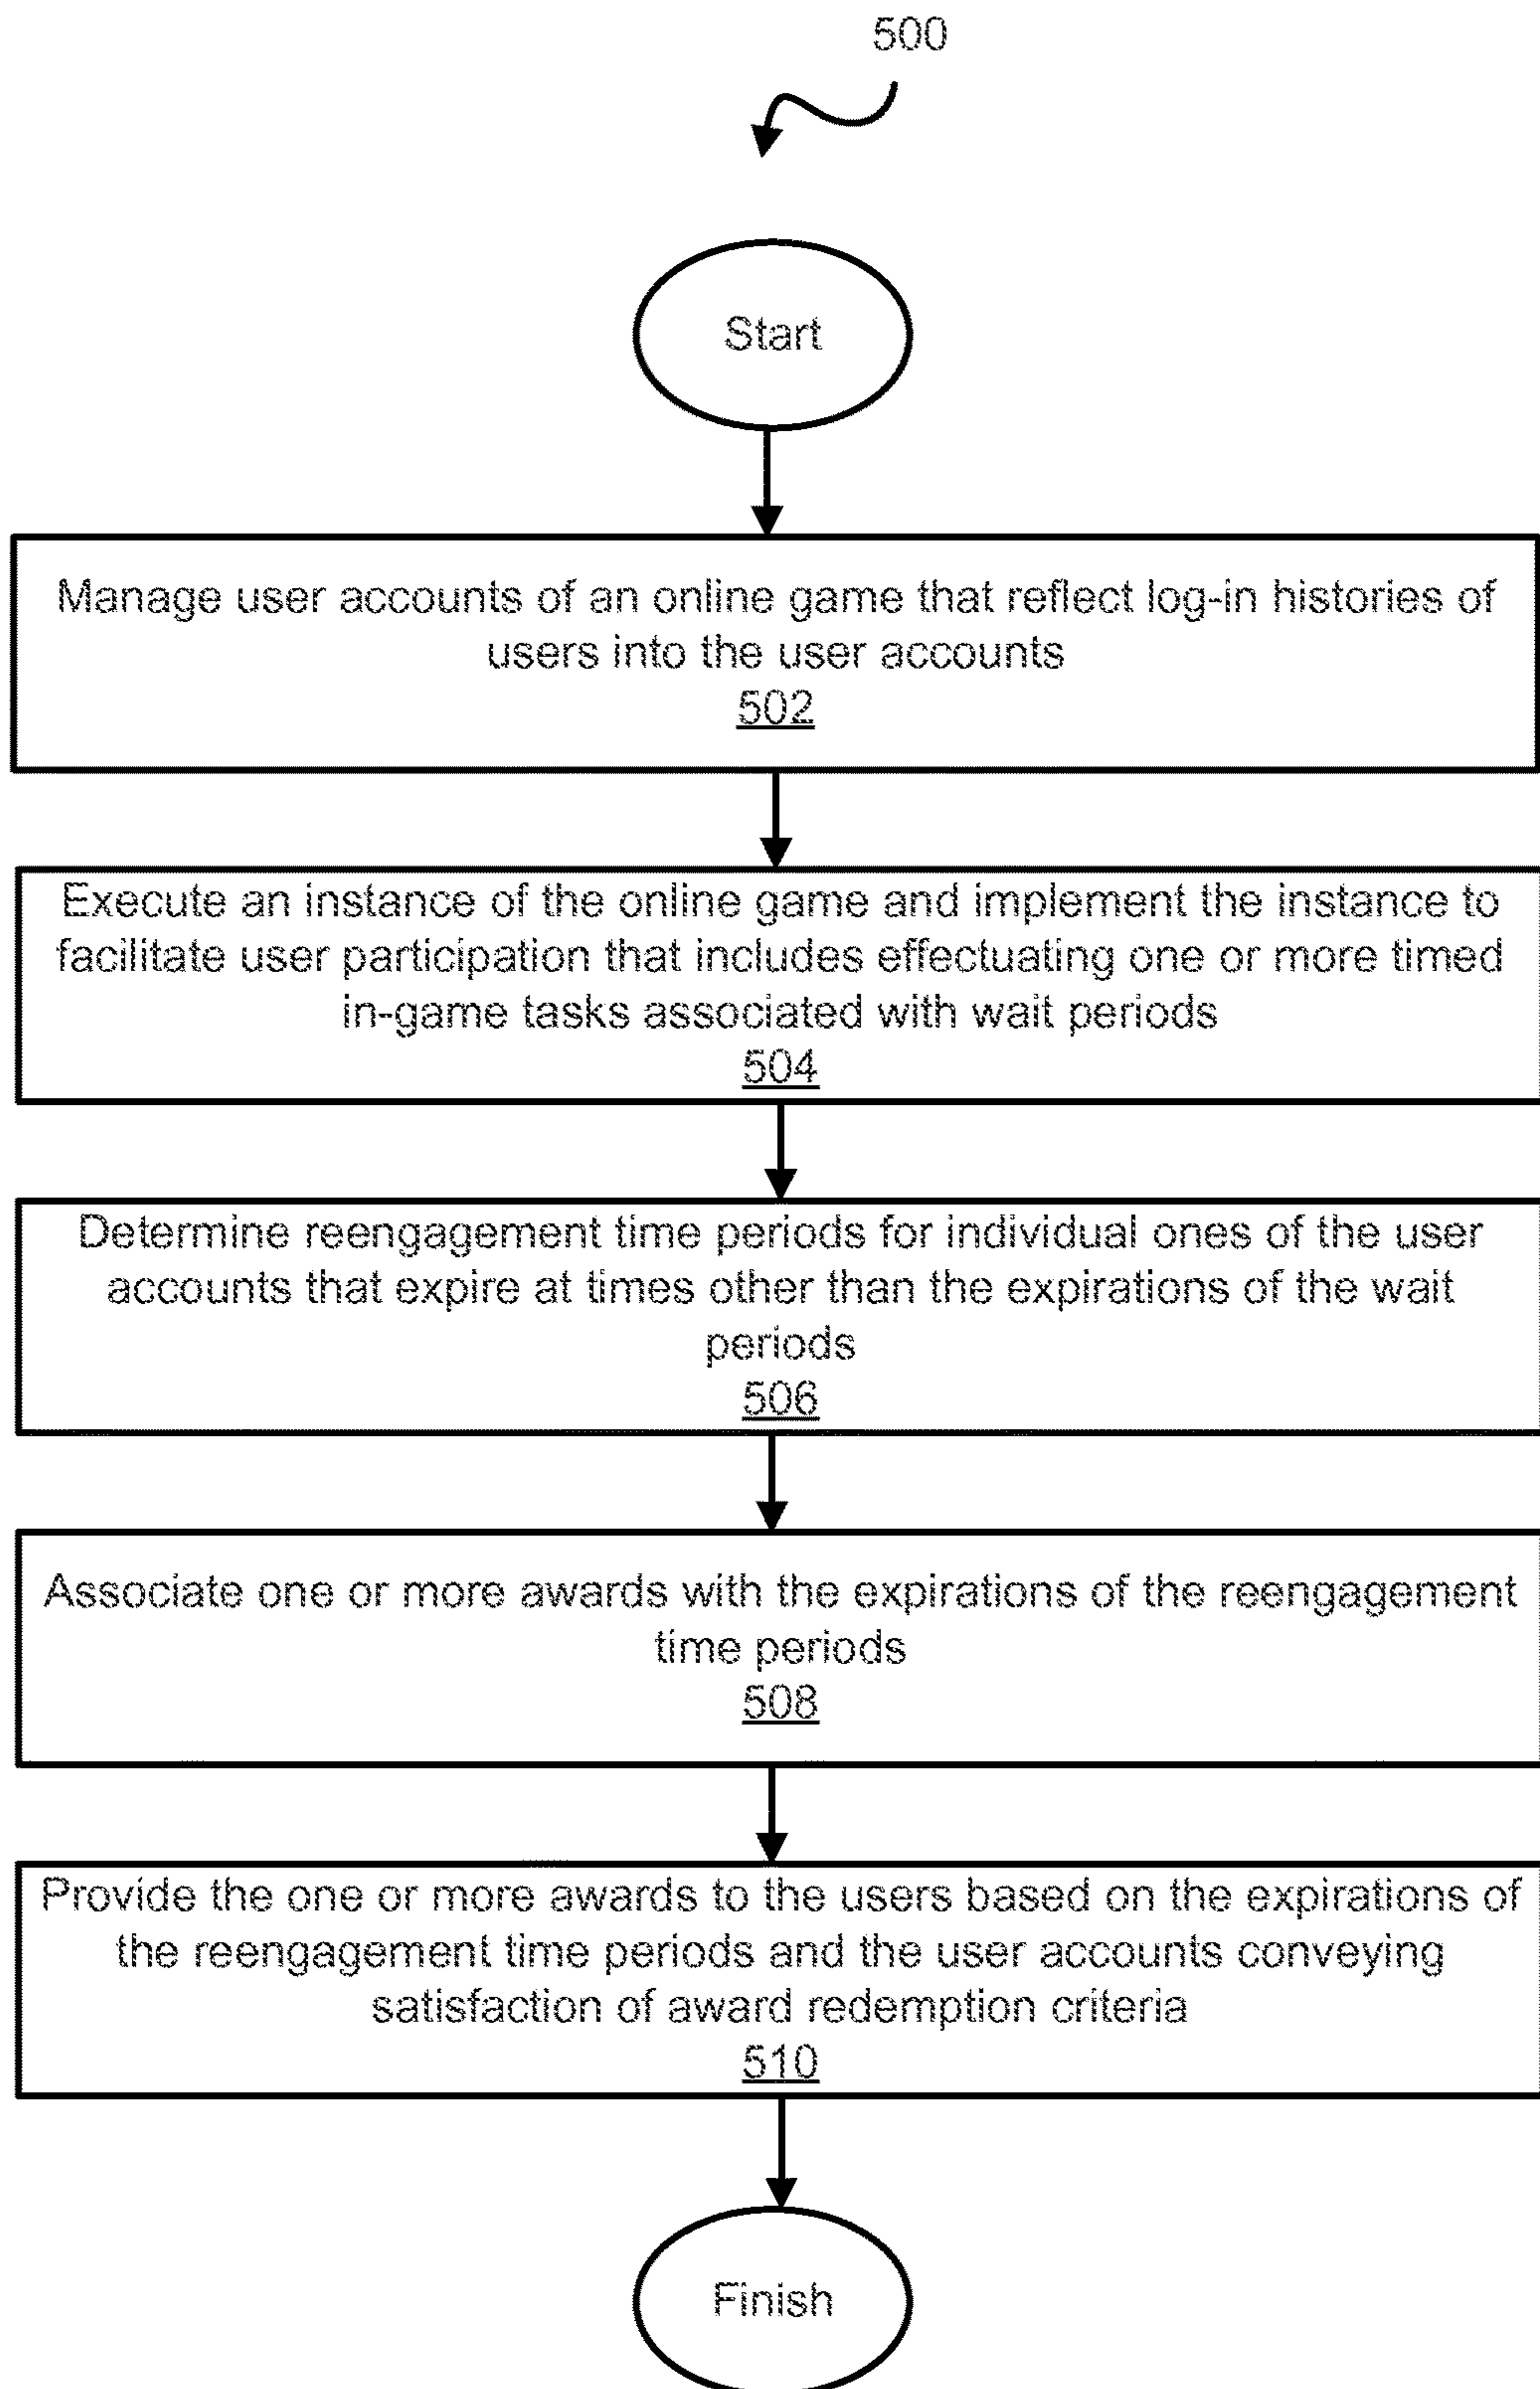 500
Start
Manage user accounts of an online game that reflect log-in histories of
users into the user accounts
502
Execute an instance of the online game and implement the instance to
facilitate user participation that includes effectuating one or more timed
in-game tasks associated with wait periods
504
Determine reengagement time periods for individual ones of the user
accounts that expire at times other than the expirations of the wait
periods
506
Associate one or more awards with the expirations of the reengagement
time periods
508
Provide the one or more awards to the users based on the expirations of
the reengagement time periods and the user accounts conveying
satisfaction of award redemption criteria
510
Finish